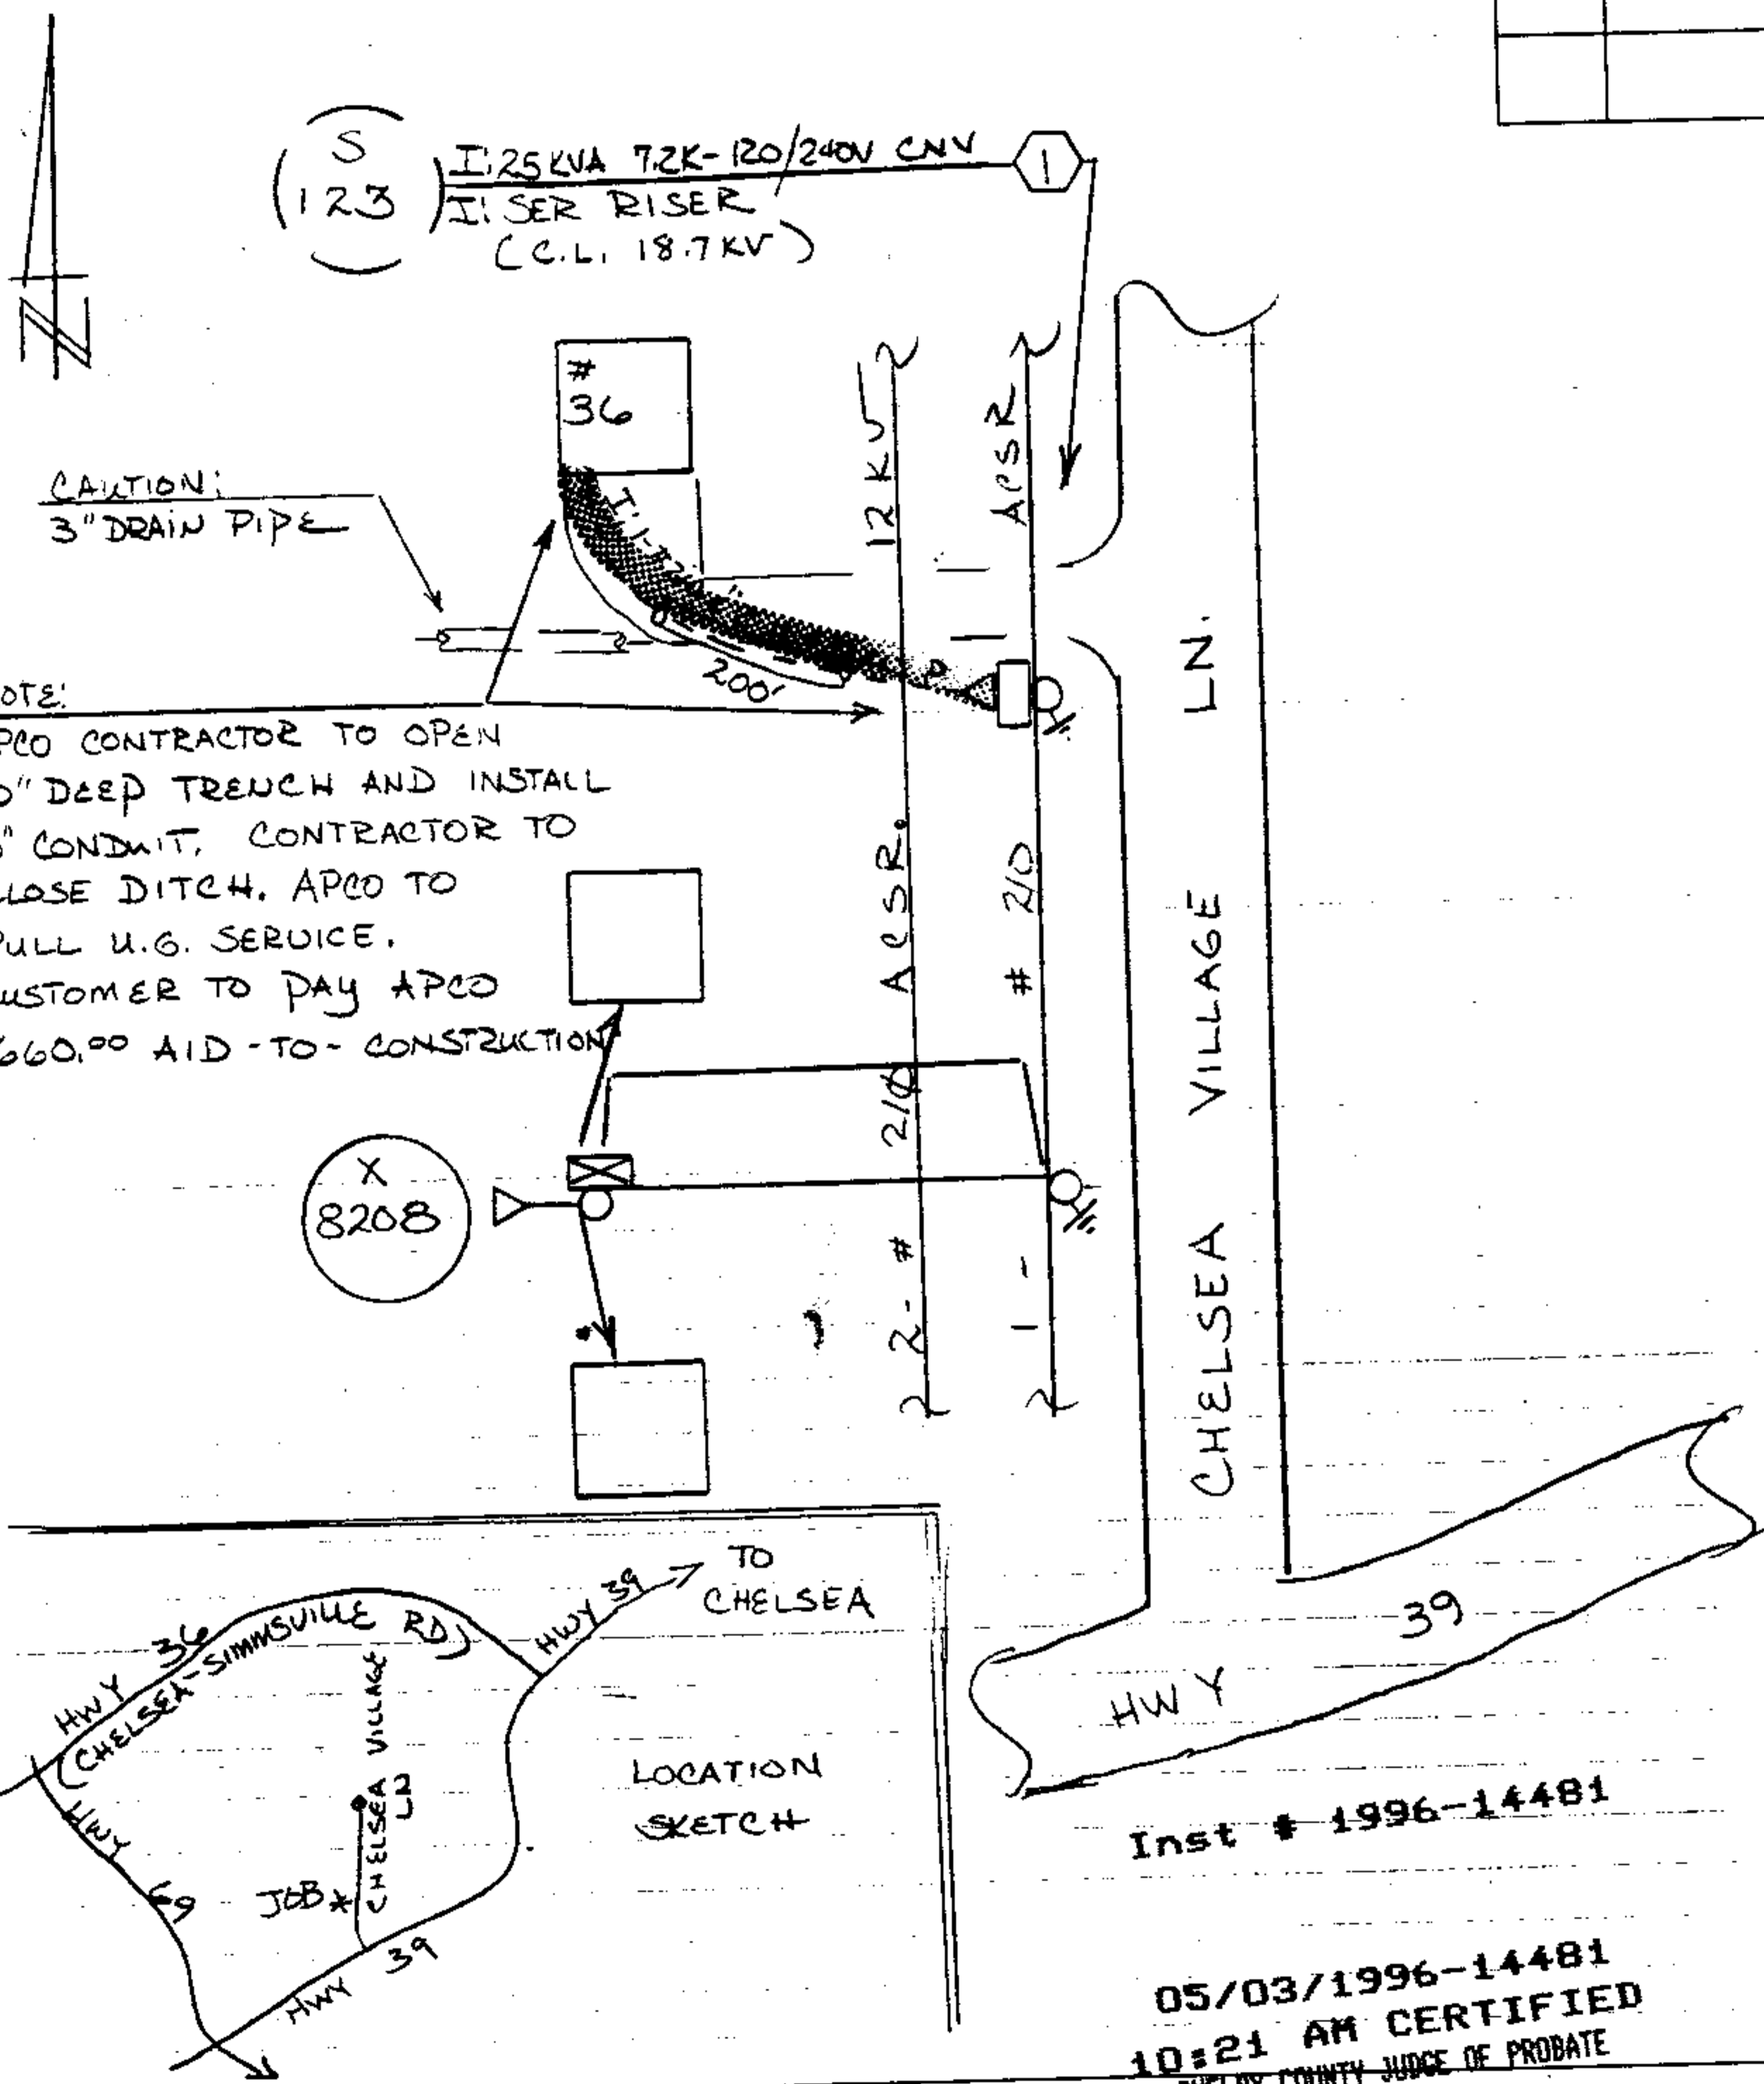 S
123
I: 25 KVA 7.2K-120/240V CNV
I: SER RISER
(C.L. 18.7 KV)
1
N
#
36
12 KV
ACSR
CAUTION:
3" DRAIN PIPE
200'
LN.
OTE:
PCO CONTRACTOR TO OPEN
" DEEP TRENCH AND INSTALL
" CONDUIT. CONTRACTOR TO
LOSE DITCH. APCO TO
PULL U.G. SERVICE.
USTOMER TO PAY APCO
660.00 AID-TO-CONSTRUCTION
2-# 2/0 ACSR.
1- # 2/0
CHELSEA VILLAGE
X
8208
TO
CHELSEA
HWY 39
HWY 36
(CHELSEA-SIMMSVILLE RD)
CHELSEA VILLAGE
HWY 69
JOB *
HWY 39
LOCATION
SKETCH
HWY 39
Inst # 1996-14481
05/03/1996-14481
10:21 AM CERTIFIED
COUNTY JUDGE OF PROBATE